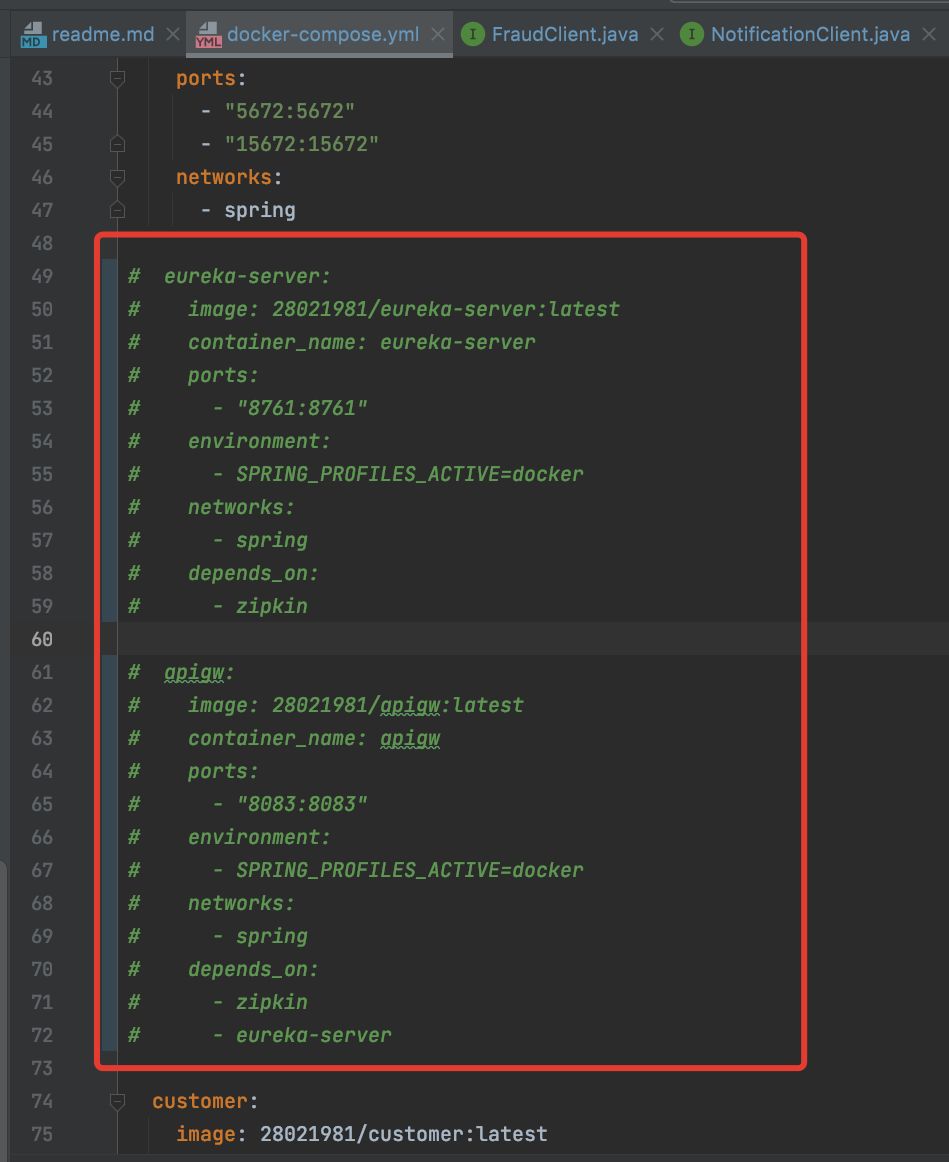 MD readme.md YML docker-compose.yml I FraudClient.java I NotificationClient.java
43 ports:
44 - "5672:5672"
45 - "15672:15672"
46 networks:
47 - spring
48
49 # eureka-server:
50 # image: 28021981/eureka-server:latest
51 # container_name: eureka-server
52 # ports:
53 # - "8761:8761"
54 # environment:
55 # - SPRING_PROFILES_ACTIVE=docker
56 # networks:
57 # - spring
58 # depends_on:
59 # - zipkin
60
61 # apigw:
62 # image: 28021981/apigw:latest
63 # container_name: apigw
64 # ports:
65 # - "8083:8083"
66 # environment:
67 # - SPRING_PROFILES_ACTIVE=docker
68 # networks:
69 # - spring
70 # depends_on:
71 # - zipkin
72 # - eureka-server
73
74 customer:
75 image: 28021981/customer:latest